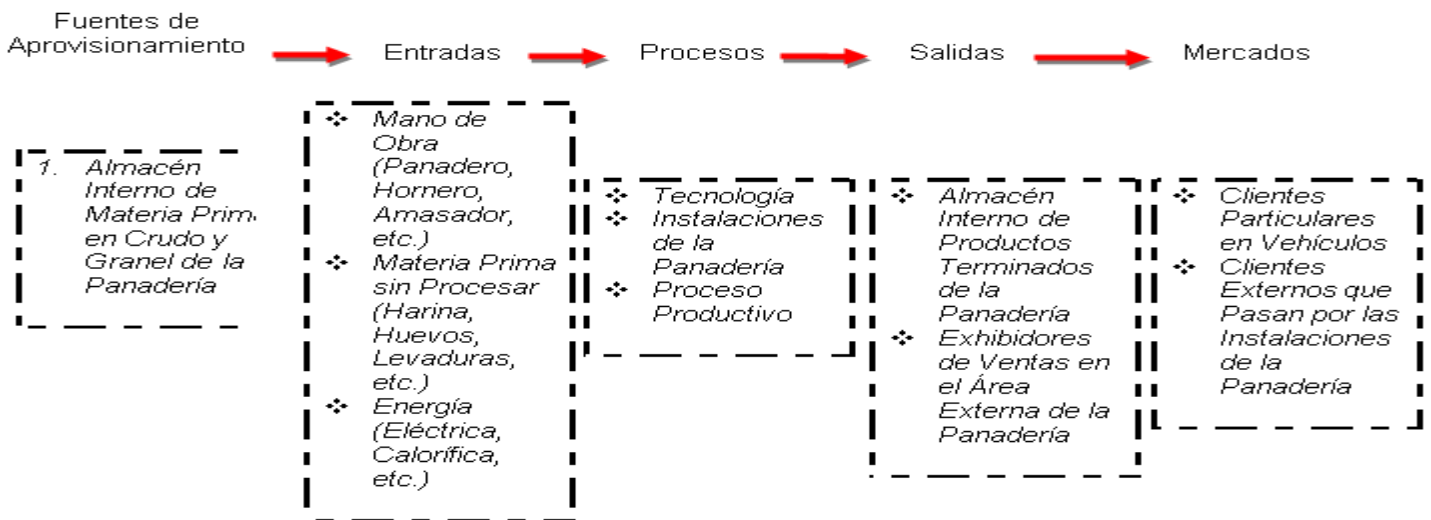 Fuentes de
Aprovisionamiento
Entradas
Procesos
Salidas
Mercados
1. Almacén
Interno de
Materia Prim
en Crudo y
Granel de la
Panadería
❖ Mano de
Obra
(Panadero,
Hornero,
Amasador,
etc.)
❖ Materia Prima
sin Procesar
(Harina,
Huevos,
Levaduras,
etc.)
❖ Energía
(Eléctrica,
Calorífica,
etc.)
❖ Tecnología
❖ Instalaciones
de la
Panadería
❖ Proceso
Productivo
❖ Almacén
Interno de
Productos
Terminados
de la
Panadería
❖ Exhibidores
de Ventas en
el Área
Externa de la
Panadería
❖ Clientes
Particulares
en Vehículos
❖ Clientes
Externos que
Pasan por las
Instalaciones
de la
Panadería